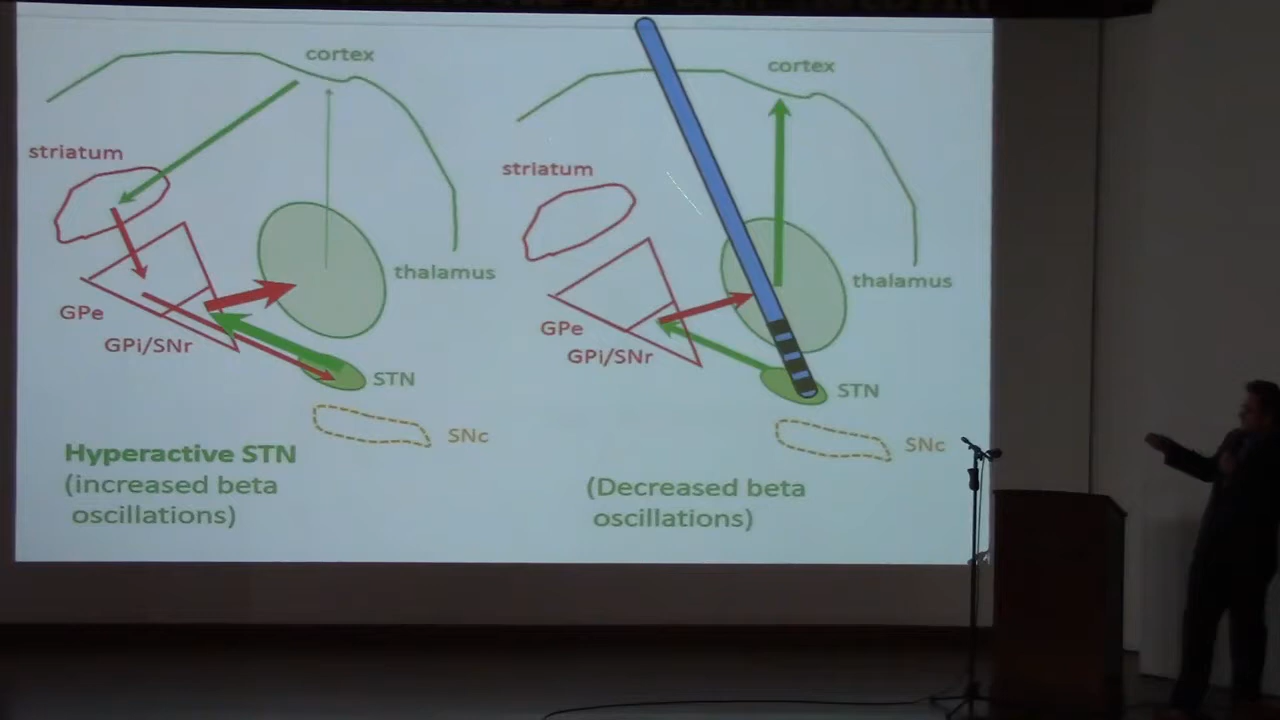 cortex
striatum
thalamus
GPe
GPi/SNr
STN
SNc
Hyperactive STN
(increased beta
oscillations)
cortex
striatum
thalamus
GPe
GPi/SNr
STN
SNc
(Decreased beta
oscillations)